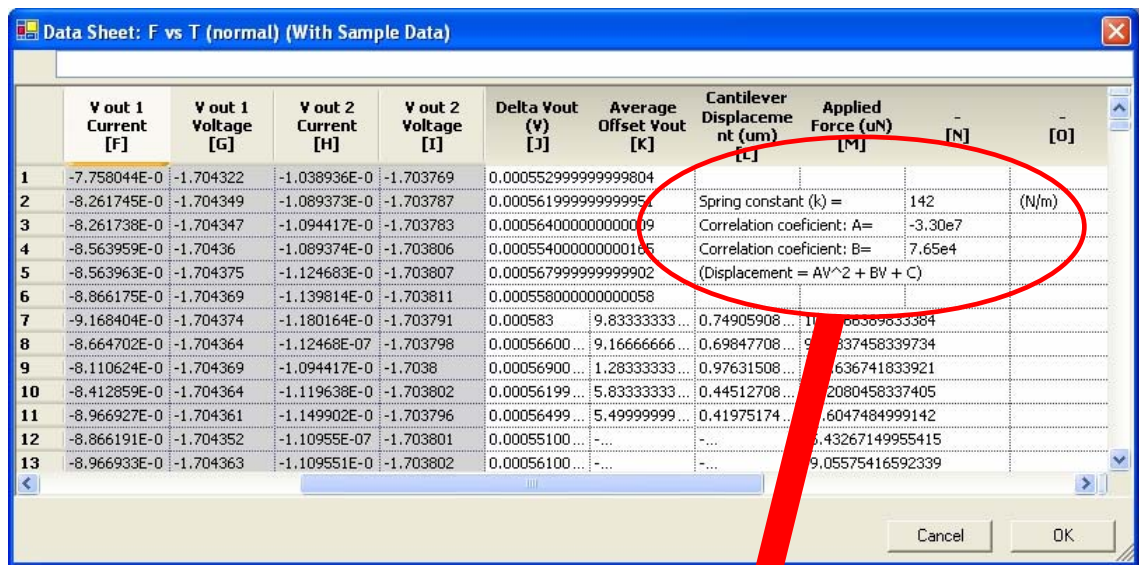 Data Sheet: F vs T (normal) (With Sample Data)
V out 1 Current [F] V out 1 Voltage [G] V out 2 Current [H] V out 2 Voltage [I] Delta Vout (V) [J] Average Offset Vout [K] Cantilever Displaceme nt (um) [L] Applied Force (uN) [M] - [N] - [O]
1 -7.758044E-0 -1.704322 -1.038936E-0 -1.703769 0.000552999999999804
2 -8.261745E-0 -1.704349 -1.089373E-0 -1.703787 Spring constant (k) = 142 (N/m)
3 -8.261738E-0 -1.704347 -1.094417E-0 -1.703783 Correlation coeficient: A= -3.30e7
4 -8.563959E-0 -1.70436 -1.089374E-0 -1.703806 Correlation coeficient: B= 7.65e4
5 -8.563963E-0 -1.704375 -1.124683E-0 -1.703807 0.000567999999999902 (Displacement = AV^2 + BV + C)
6 -8.866175E-0 -1.704369 -1.139814E-0 -1.703811 0.000558000000000058
7 -9.168404E-0 -1.704374 -1.180164E-0 -1.703791 0.000583 9.83333333... 0.74905908...
8 -8.664702E-0 -1.704364 -1.12468E-07 -1.703798 0.00056600... 9.16666666... 0.69847708...
9 -8.110624E-0 -1.704369 -1.094417E-0 -1.7038 0.00056900... 1.28333333... 0.97631508...
10 -8.412859E-0 -1.704364 -1.119638E-0 -1.703802 0.00056199... 5.83333333... 0.44512708...
11 -8.966927E-0 -1.704361 -1.149902E-0 -1.703796 0.00056499... 5.49999999... 0.41975174...
12 -8.866191E-0 -1.704352 -1.10955E-07 -1.703801 0.00055100... -... -...
13 -8.966933E-0 -1.704363 -1.109551E-0 -1.703802 0.00056100... -... -...
Cancel OK